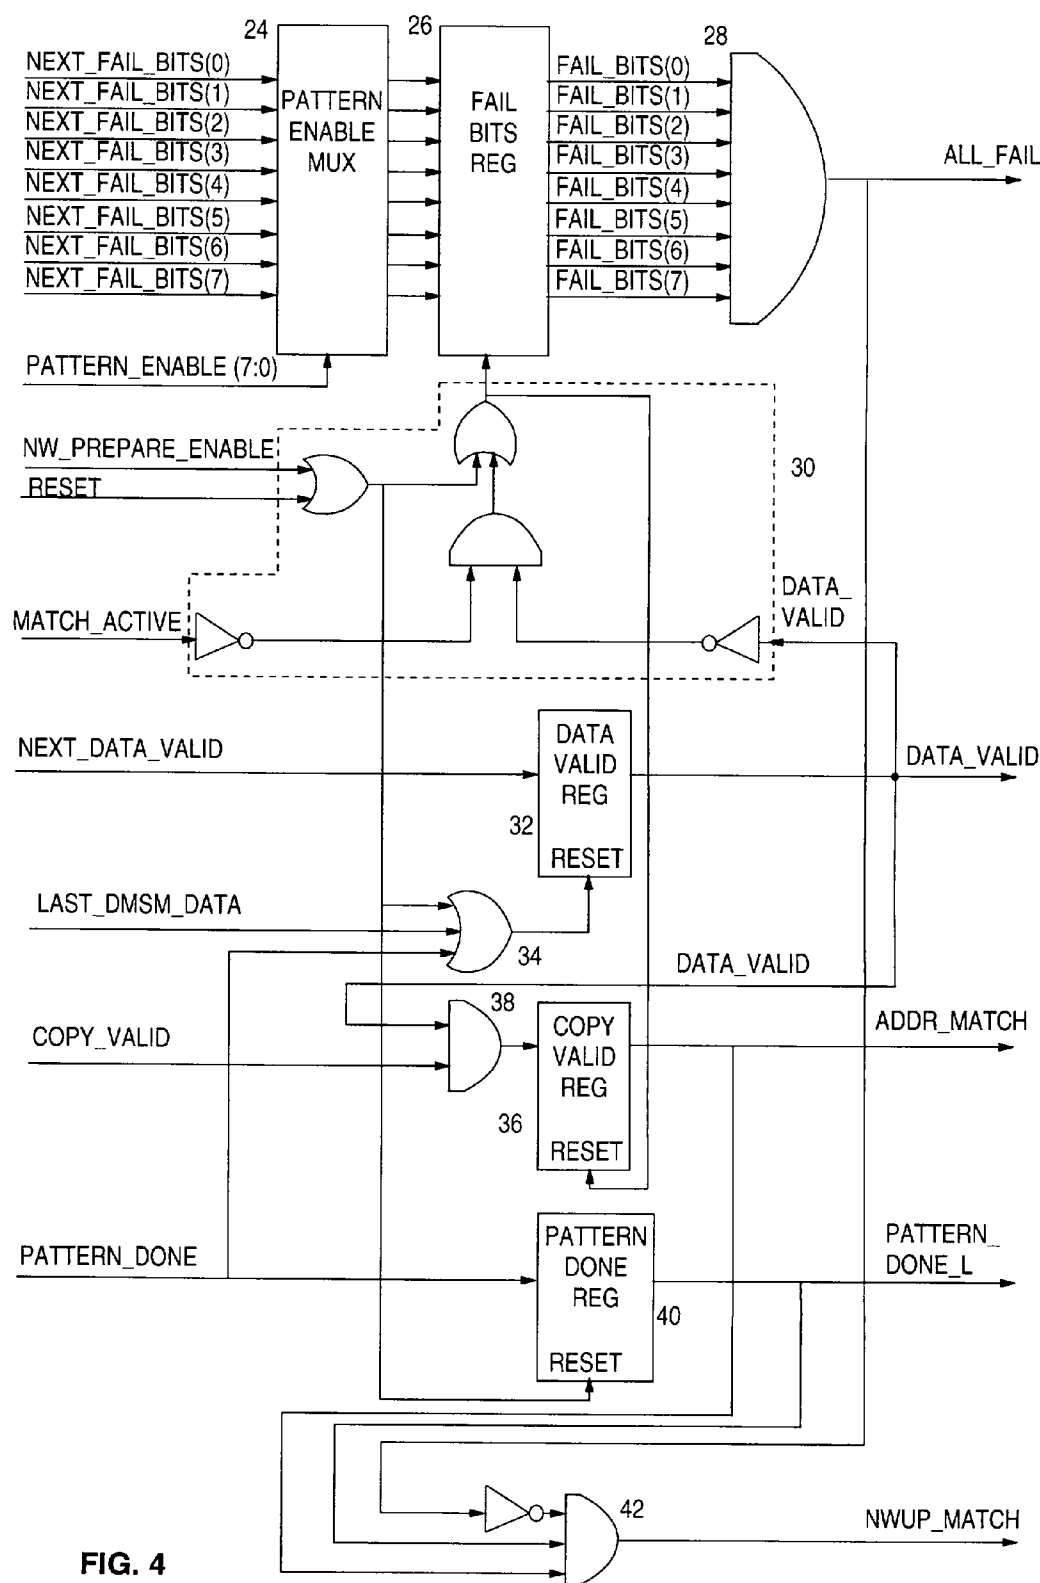 24
26
28
NEXT_FAIL_BITS(0)
NEXT_FAIL_BITS(1)
NEXT_FAIL_BITS(2)
NEXT_FAIL_BITS(3)
NEXT_FAIL_BITS(4)
NEXT_FAIL_BITS(5)
NEXT_FAIL_BITS(6)
NEXT_FAIL_BITS(7)
PATTERN
ENABLE
MUX
FAIL
BITS
REG
FAIL_BITS(0)
FAIL_BITS(1)
FAIL_BITS(2)
FAIL_BITS(3)
FAIL_BITS(4)
FAIL_BITS(5)
FAIL_BITS(6)
FAIL_BITS(7)
ALL_FAIL
PATTERN_ENABLE (7:0)
NW_PREPARE_ENABLE
RESET
30
MATCH_ACTIVE
DATA_
VALID
NEXT_DATA_VALID
DATA
VALID
REG
32
RESET
DATA_VALID
LAST_DMSM_DATA
34
DATA_VALID
38
COPY_VALID
COPY
VALID
REG
36
RESET
ADDR_MATCH
PATTERN_DONE
PATTERN
DONE
REG
40
RESET
PATTERN_
DONE_L
42
NWUP_MATCH
FIG. 4